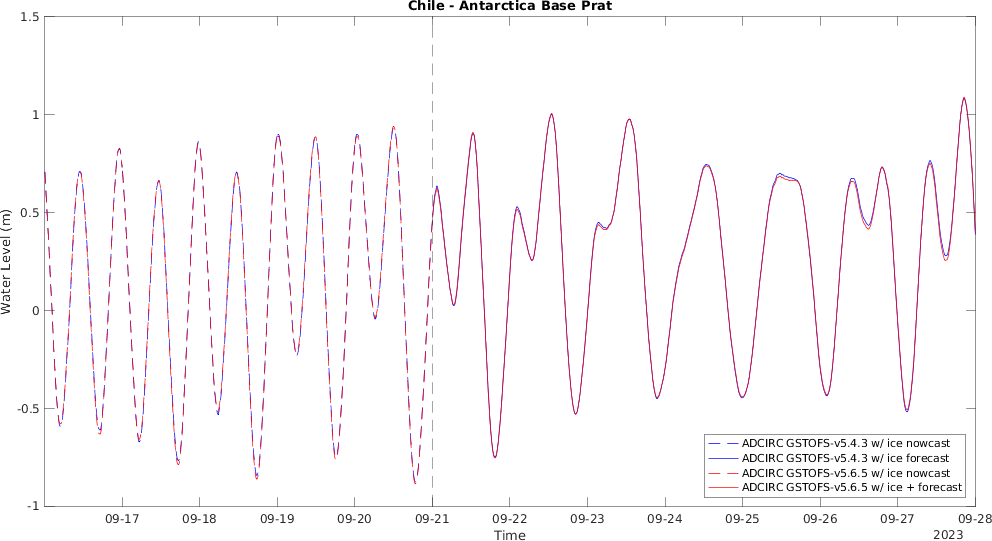 Chile - Antarctica Base Prat
1.5
1
0.5
0
-0.5
-1
Water Level (m)
ADCIRC GSTOFS-v5.4.3 w/ ice nowcast
ADCIRC GSTOFS-v5.4.3 w/ ice forecast
ADCIRC GSTOFS-v5.6.5 w/ ice nowcast
ADCIRC GSTOFS-v5.6.5 w/ ice + forecast
09-17 09-18 09-19 09-20 09-21 09-22 09-23 09-24 09-25 09-26 09-27 09-28
Time
2023